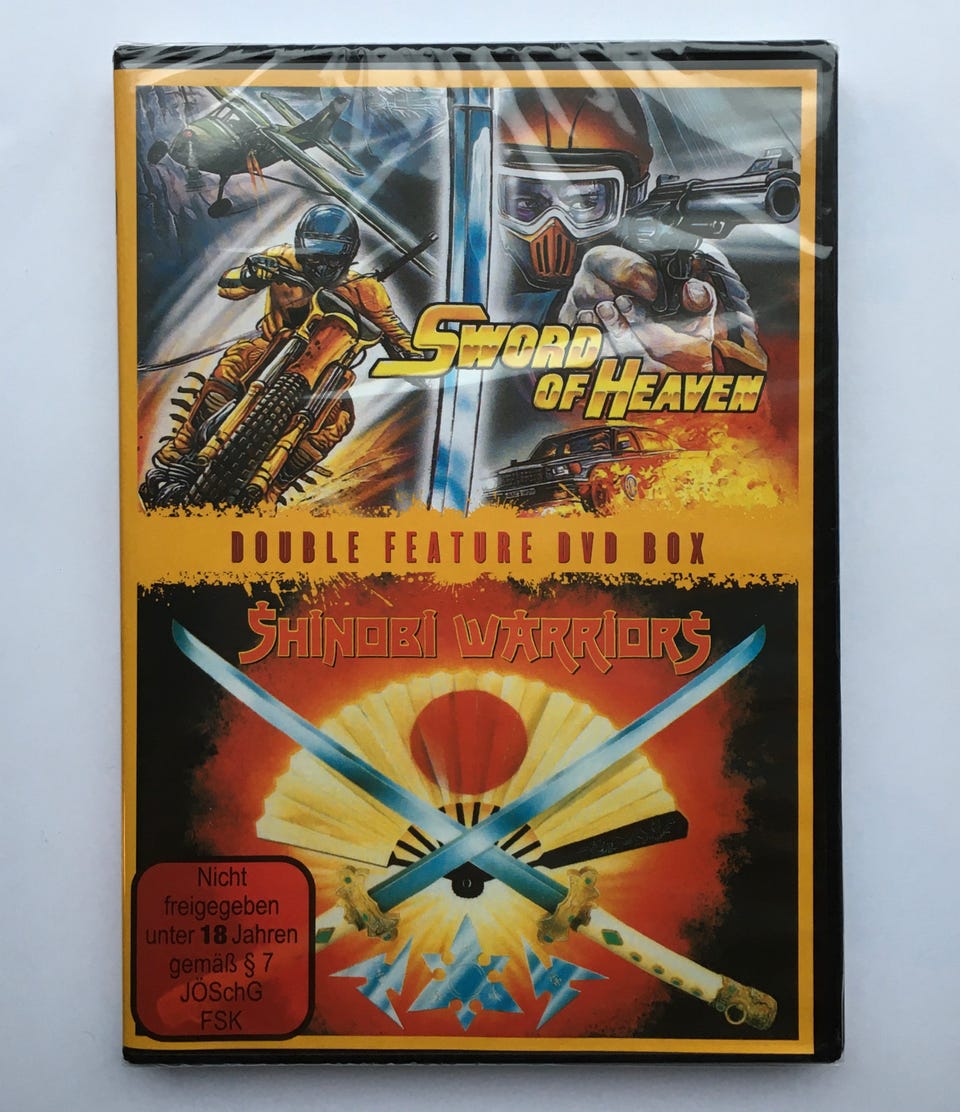 SWORD
OF HEAVEN
DOUBLE FEATURE DVD BOX
SHINOBI WARRIORS
Nicht
freigegeben
unter 18 Jahren
gemäß § 7
JÖSchG
FSK